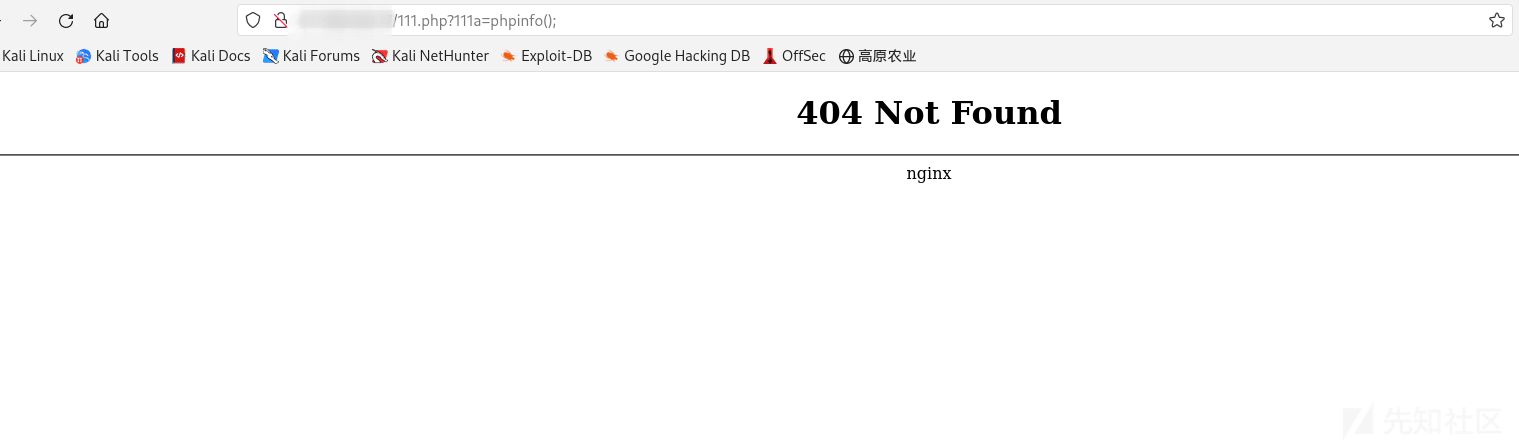 /111.php?111a=phpinfo();
Kali Linux Kali Tools Kali Docs Kali Forums Kali NetHunter Exploit-DB Google Hacking DB OffSec 高原农业
404 Not Found
nginx
先知社区